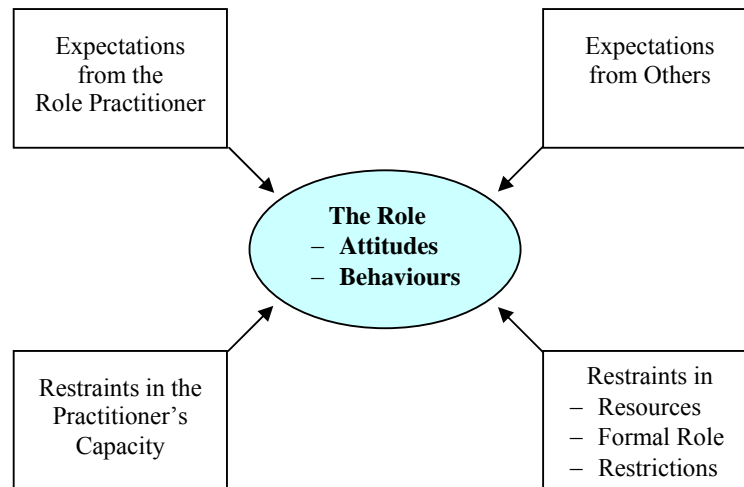 Expectations
from the
Role Practitioner
Expectations
from Others
The Role
– Attitudes
– Behaviours
Restraints in the
Practitioner’s
Capacity
Restraints in
– Resources
– Formal Role
– Restrictions